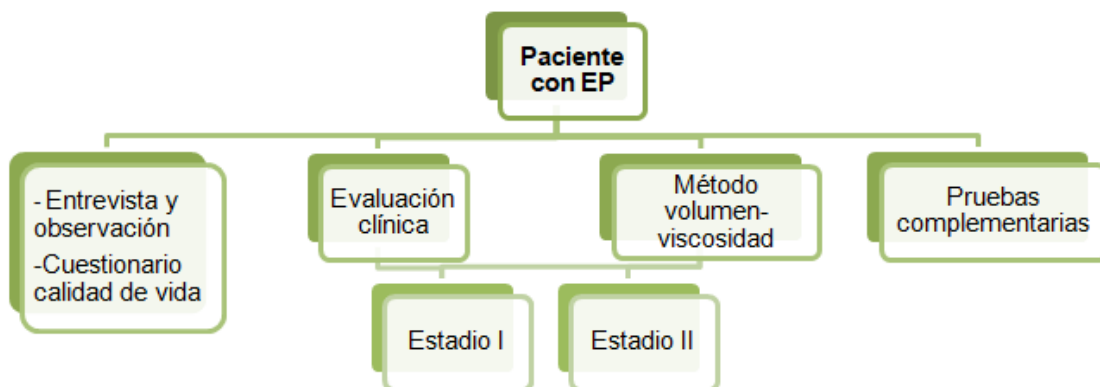 Paciente
con EP
- Entrevista y
observación
-Cuestionario
calidad de vida
Evaluación
clínica
Método
volumen-
viscosidad
Pruebas
complementarias
Estadio I
Estadio II